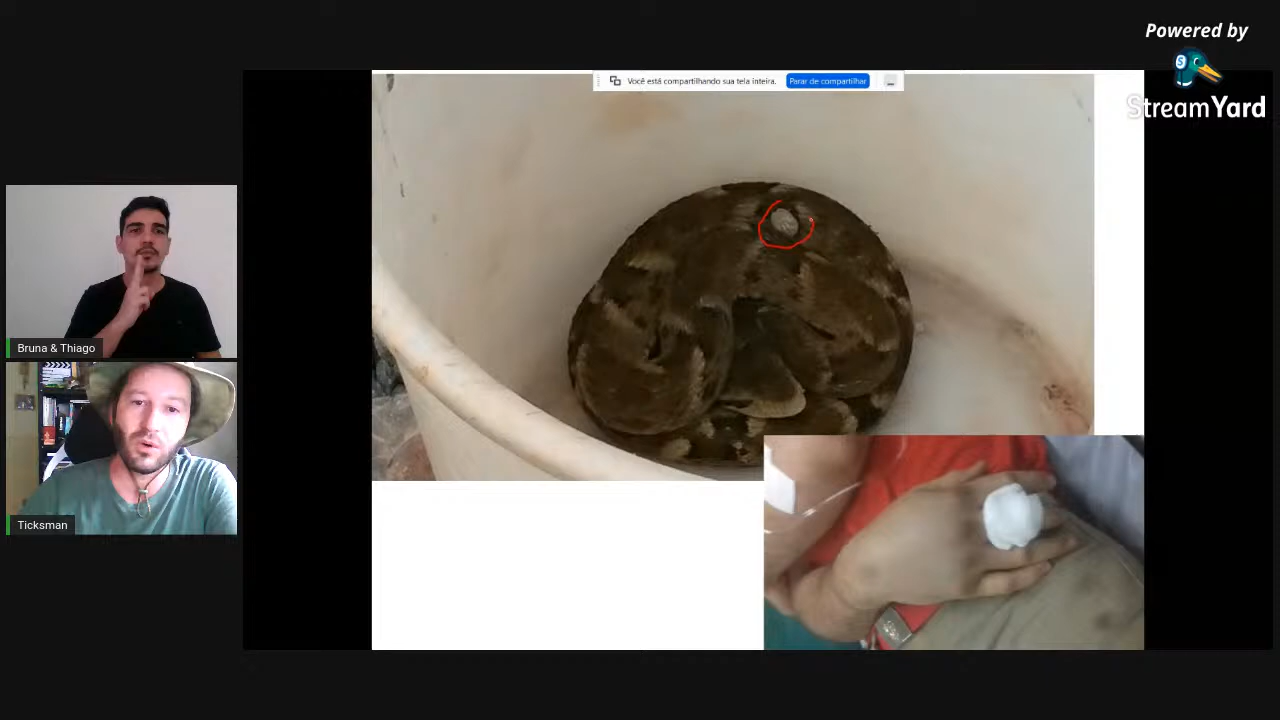 Powered by
StreamYard
Você está compartilhando sua tela inteira.
Parar de compartilhar
Bruna & Thiago
Ticksman